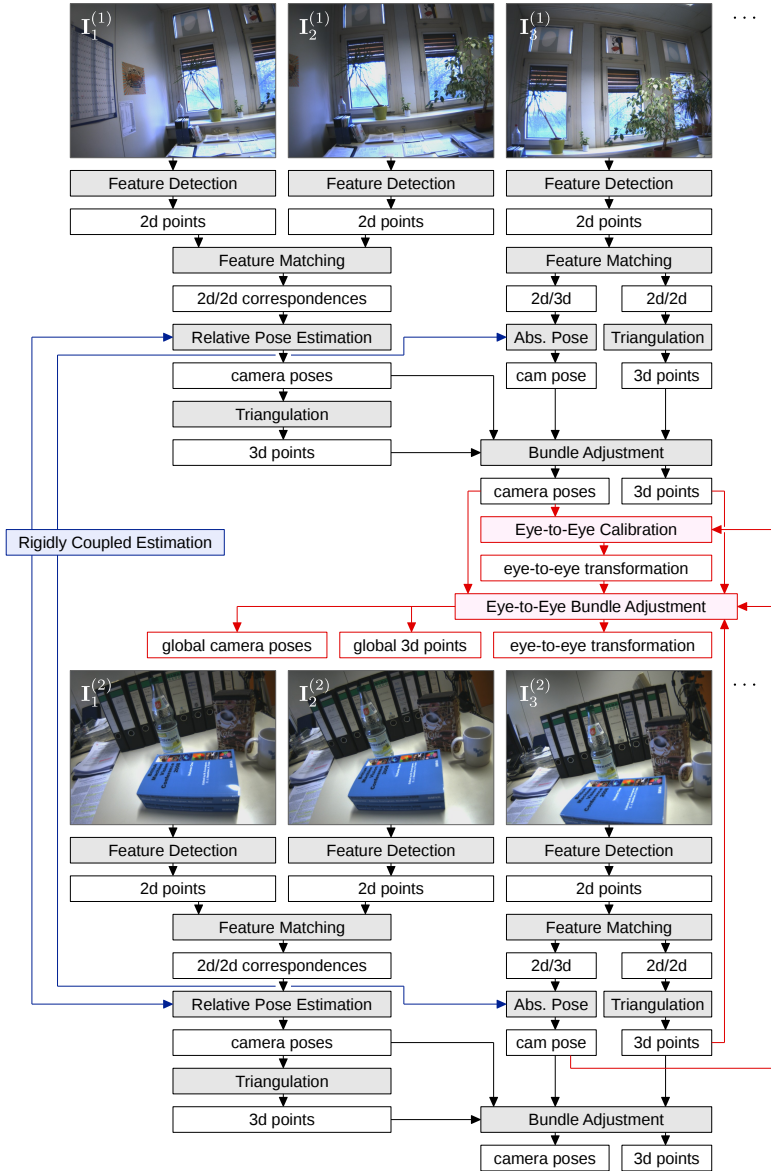 I₁⁽¹⁾ I₂⁽¹⁾ I₃⁽¹⁾ ...
Feature Detection Feature Detection Feature Detection
2d points 2d points 2d points
Feature Matching Feature Matching
2d/2d correspondences 2d/3d 2d/2d
Relative Pose Estimation Abs. Pose Triangulation
camera poses cam pose 3d points
Triangulation
3d points Bundle Adjustment
camera poses 3d points
Eye-to-Eye Calibration
Rigidly Coupled Estimation
eye-to-eye transformation
Eye-to-Eye Bundle Adjustment
global camera poses global 3d points eye-to-eye transformation
I₁⁽²⁾ I₂⁽²⁾ I₃⁽²⁾ ...
Feature Detection Feature Detection Feature Detection
2d points 2d points 2d points
Feature Matching Feature Matching
2d/2d correspondences 2d/3d 2d/2d
Relative Pose Estimation Abs. Pose Triangulation
camera poses cam pose 3d points
Triangulation
3d points Bundle Adjustment
camera poses 3d points